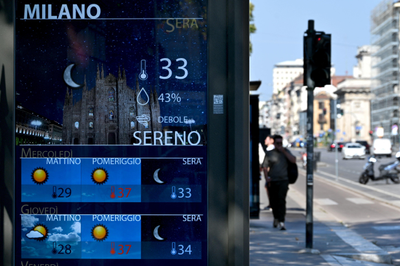 MILANO
SERA
33
43%
DEBOLE
SERENO
MERCOLEDÌ
MATTINO POMERIGGIO SERA
29 37 33
GIOVEDÌ
MATTINO POMERIGGIO SERA
28 37 34
VENERDÌ